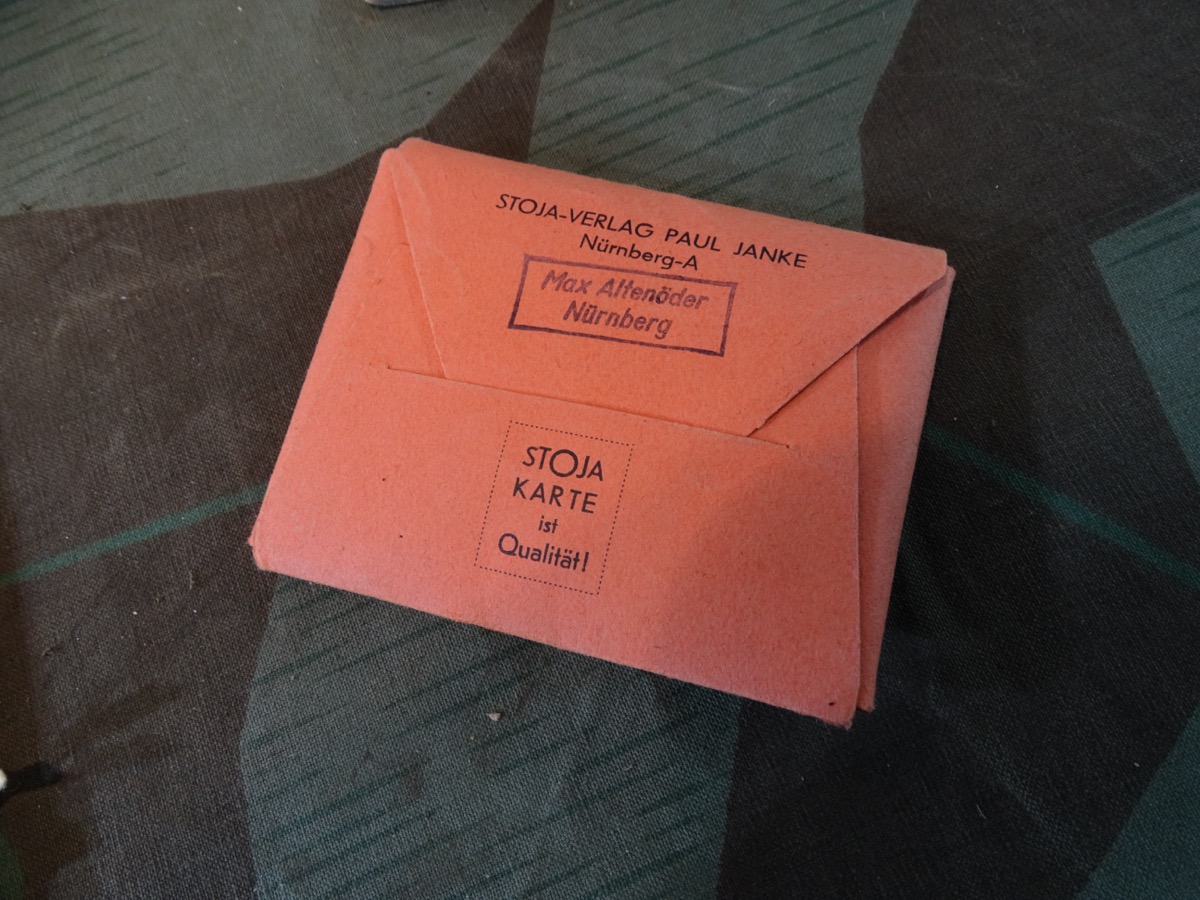 STOJA-VERLAG PAUL JANKE
Nürnberg-A
Max Altenöder
Nürnberg
STOJA
KARTE
ist
Qualität!